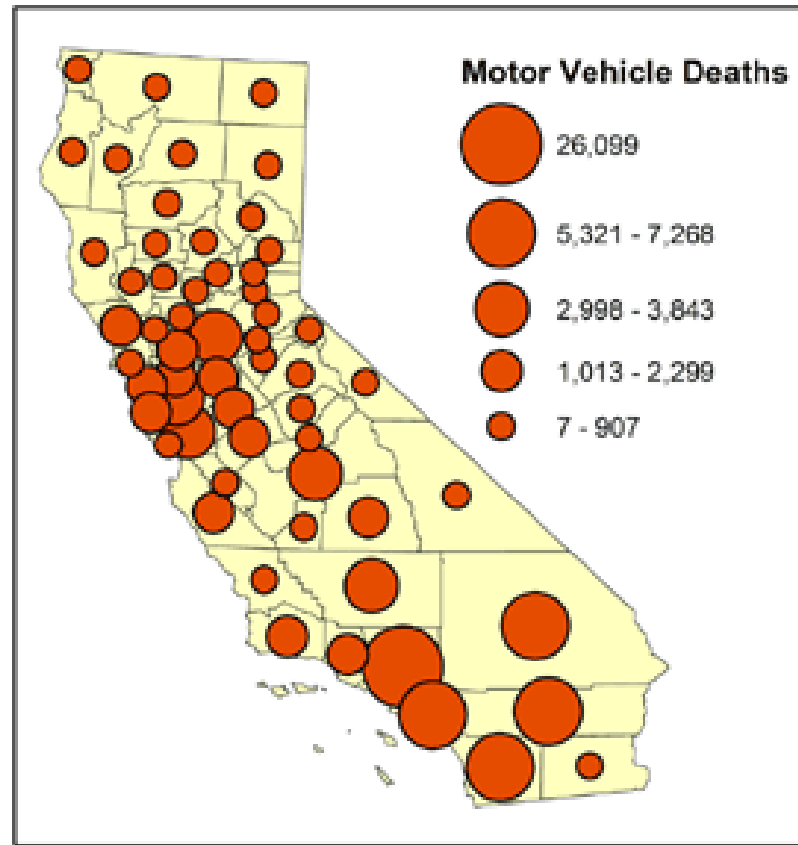 Motor Vehicle Deaths
26,099
5,321 - 7,268
2,998 - 3,843
1,013 - 2,299
7 - 907